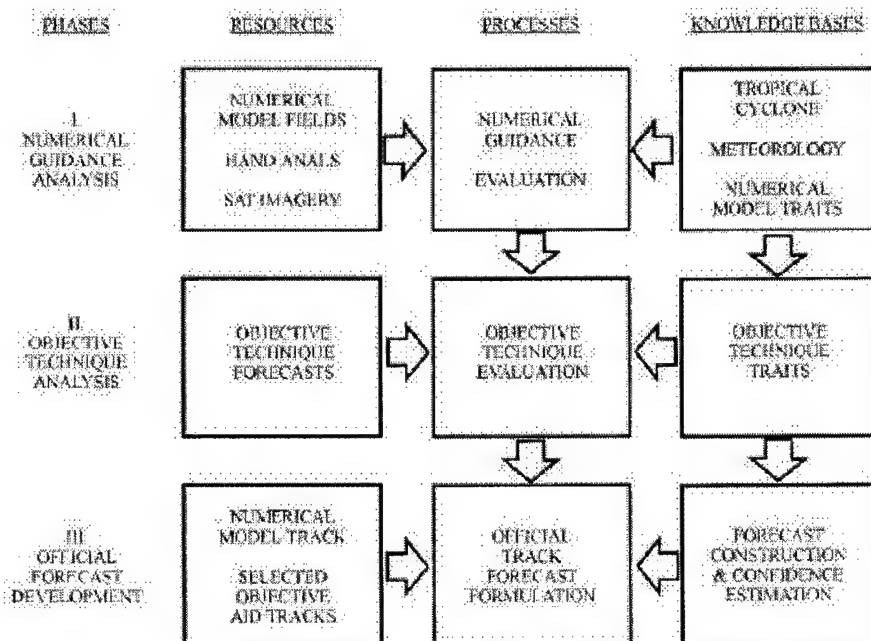 PHASES RESOURCES PROCESSES KNOWLEDGE BASES
I
NUMERICAL
GUIDANCE
ANALYSIS
NUMERICAL
MODEL FIELDS
HAND ANALS
SAT IMAGERY
NUMERICAL
GUIDANCE
EVALUATION
TROPICAL
CYCLONE
METEOROLOGY
NUMERICAL
MODEL TRAITS
II
OBJECTIVE
TECHNIQUE
ANALYSIS
OBJECTIVE
TECHNIQUE
FORECASTS
OBJECTIVE
TECHNIQUE
EVALUATION
OBJECTIVE
TECHNIQUE
TRAITS
III
OFFICIAL
FORECAST
DEVELOPMENT
NUMERICAL
MODEL TRACK
SELECTED
OBJECTIVE
AID TRACKS
OFFICIAL
TRACK
FORECAST
FORMULATION
FORECAST
CONSTRUCTION
& CONFIDENCE
ESTIMATION